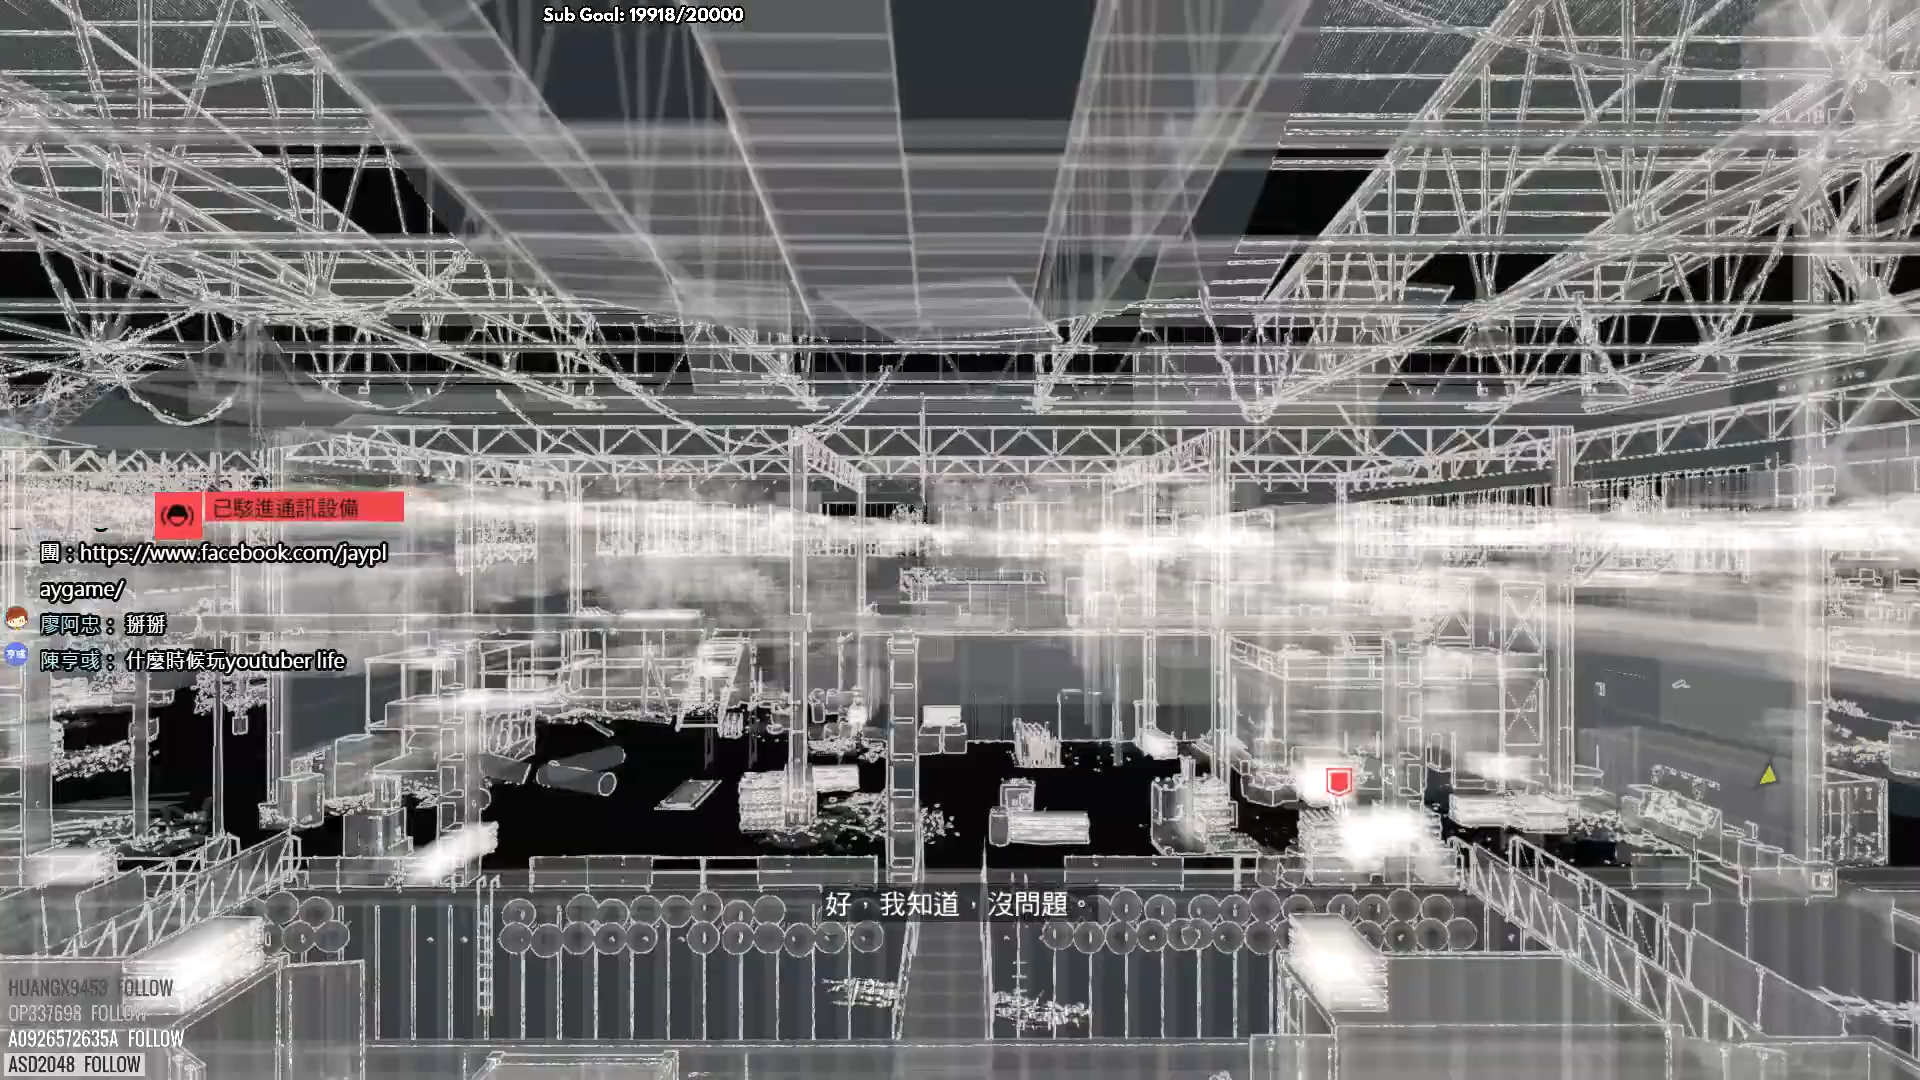 Sub Goal: 19918/20000
已駭進通訊設備
團：https://www.facebook.com/jaypl
aygame/
廖阿忠： 掰掰
陳亨彧： 什麼時候玩youtuber life
好，我知道，沒問題。
HUANGX9453 FOLLOW
OP337698 FOLLOW
A0926572635A FOLLOW
ASD2048 FOLLOW